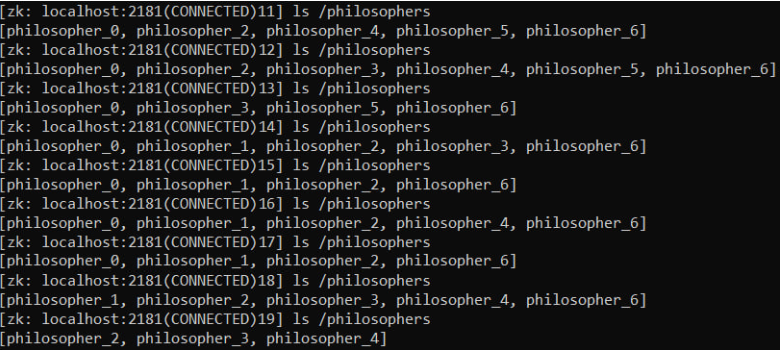 [zk: localhost:2181(CONNECTED)11] ls /philosophers
[philosopher_0, philosopher_2, philosopher_4, philosopher_5, philosopher_6]
[zk: localhost:2181(CONNECTED)12] ls /philosophers
[philosopher_0, philosopher_2, philosopher_3, philosopher_4, philosopher_5, philosopher_6]
[zk: localhost:2181(CONNECTED)13] ls /philosophers
[philosopher_0, philosopher_3, philosopher_5, philosopher_6]
[zk: localhost:2181(CONNECTED)14] ls /philosophers
[philosopher_0, philosopher_1, philosopher_2, philosopher_3, philosopher_6]
[zk: localhost:2181(CONNECTED)15] ls /philosophers
[philosopher_0, philosopher_1, philosopher_2, philosopher_6]
[zk: localhost:2181(CONNECTED)16] ls /philosophers
[philosopher_0, philosopher_1, philosopher_2, philosopher_4, philosopher_6]
[zk: localhost:2181(CONNECTED)17] ls /philosophers
[philosopher_0, philosopher_1, philosopher_2, philosopher_6]
[zk: localhost:2181(CONNECTED)18] ls /philosophers
[philosopher_1, philosopher_2, philosopher_3, philosopher_4, philosopher_6]
[zk: localhost:2181(CONNECTED)19] ls /philosophers
[philosopher_2, philosopher_3, philosopher_4]